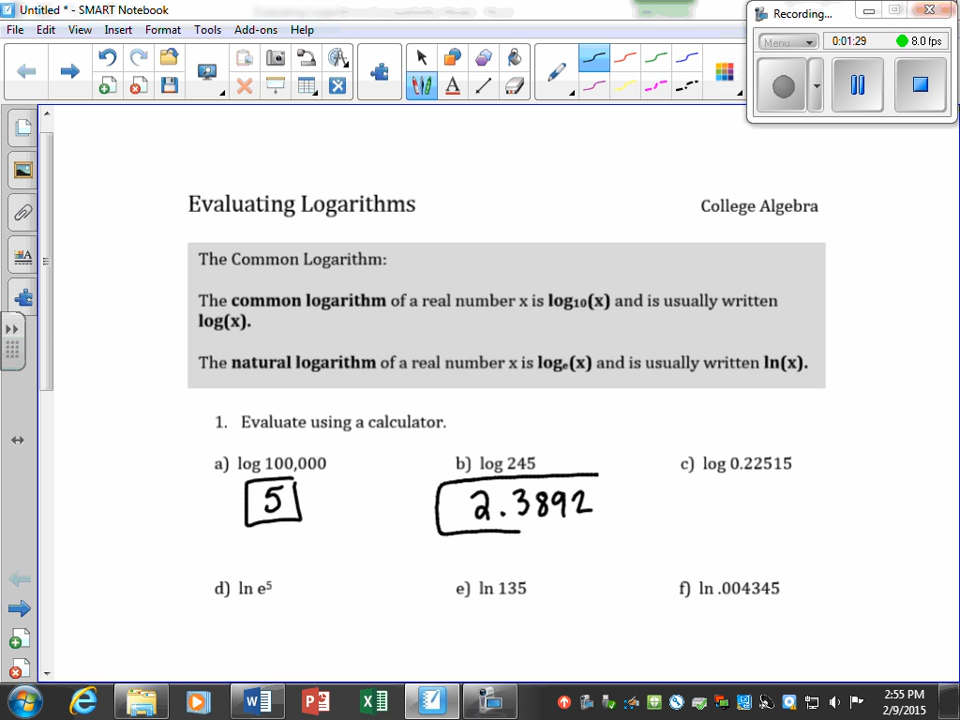 Untitled * - SMART Notebook
File Edit View Insert Format Tools Add-ons Help
Recording...
Menu 0:01:29 8.0 fps
Evaluating Logarithms College Algebra
The Common Logarithm:
The common logarithm of a real number x is log₁₀(x) and is usually written
log(x).
The natural logarithm of a real number x is logₑ(x) and is usually written ln(x).
1. Evaluate using a calculator.
a) log 100,000 b) log 245 c) log 0.22515
5 2.3892
d) ln e⁵ e) ln 135 f) ln .004345
2:55 PM
2/9/2015